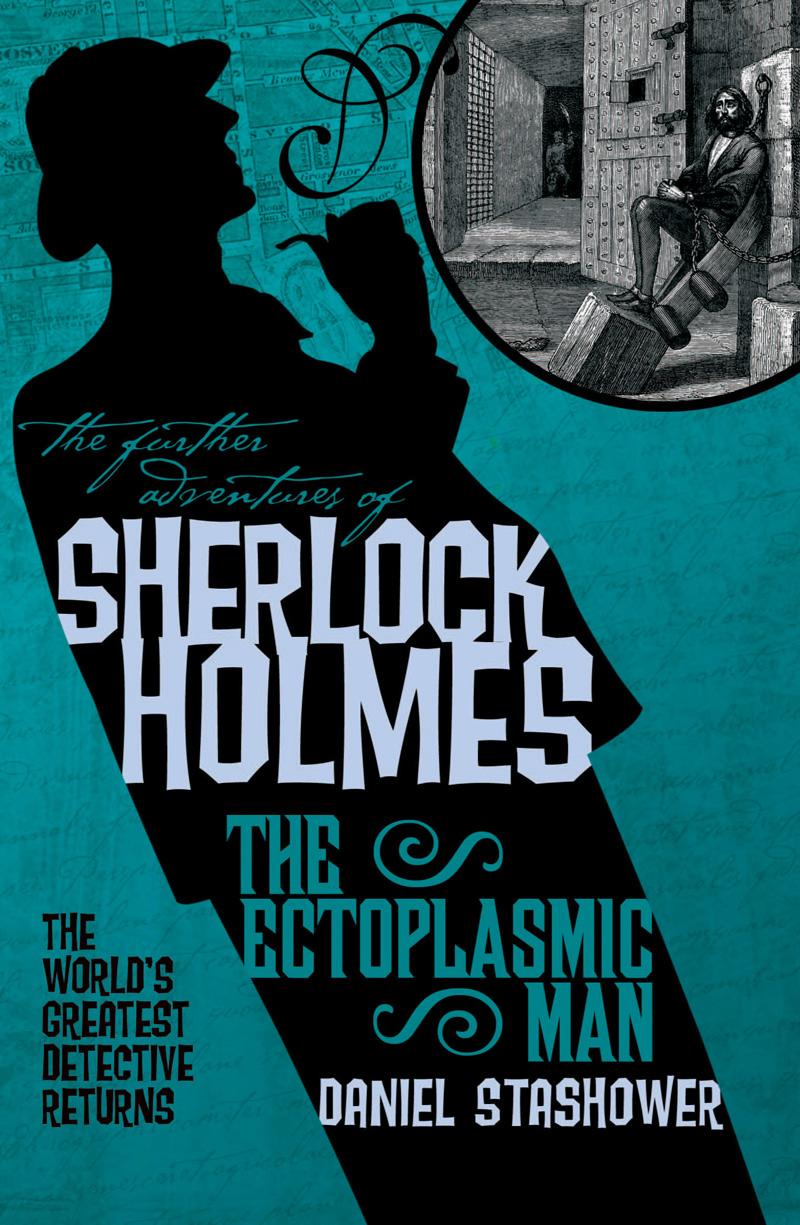 the further
adventures of
SHERLOCK
HOLMES
THE
ECTOPLASMIC
MAN
DANIEL STASHOWER
THE
WORLD'S
GREATEST
DETECTIVE
RETURNS